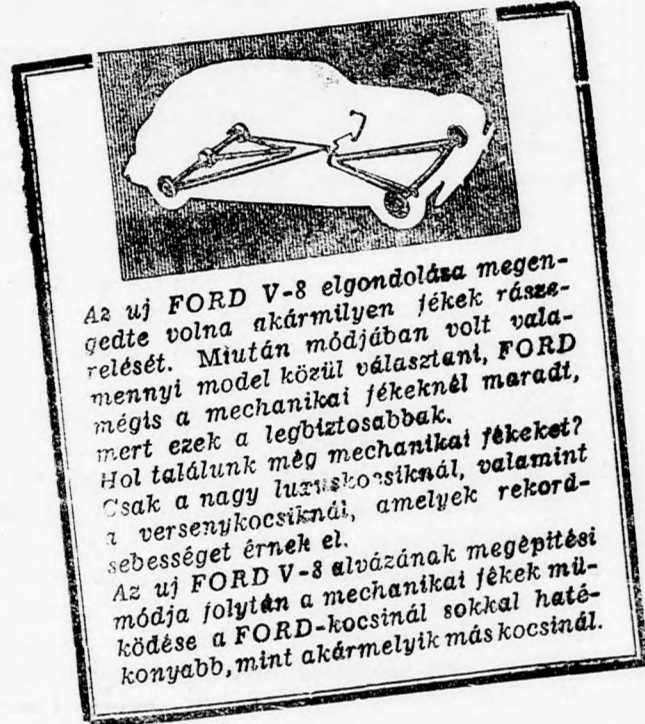 Az uj FORD V-8 elgondolása megen-
gedte volna akármilyen fékek rásze-
relését. Miután módjában volt vala-
mennyi model közül választani, FORD
mégis a mechanikai fékeknél maradt,
mert ezek a legbiztosabbak.
Hol találunk még mechanikai fékeket?
Csak a nagy luxuskocsiknál, valamint
a versenykocsiknál, amelyek rekord-
sebességet érnek el.
Az uj FORD V-8 alvázának megépitési
módja folytán a mechanikai fékek mü-
ködése a FORD-kocsinál sokkal haté-
konyabb, mint akármelyik más kocsinál.